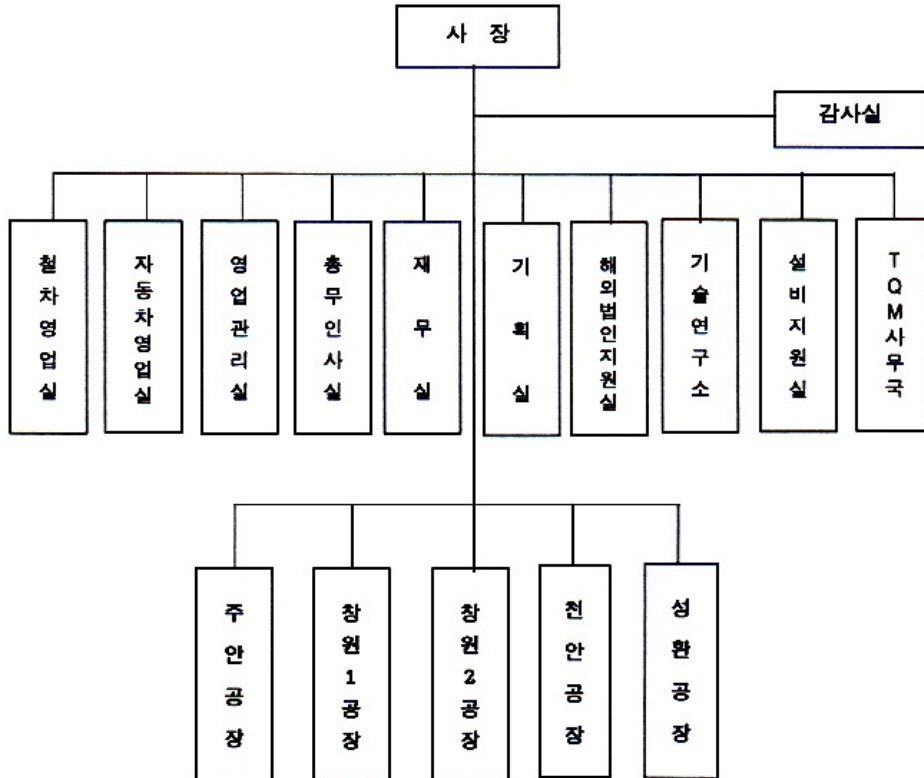 사 장
감사실
철차영업실
자동차영업실
영업관리실
총무인사실
재무실
기획실
해외법인지원실
기술연구소
설비지원실
TQM사무국
주안공장
창원1공장
창원2공장
천안공장
성환공장